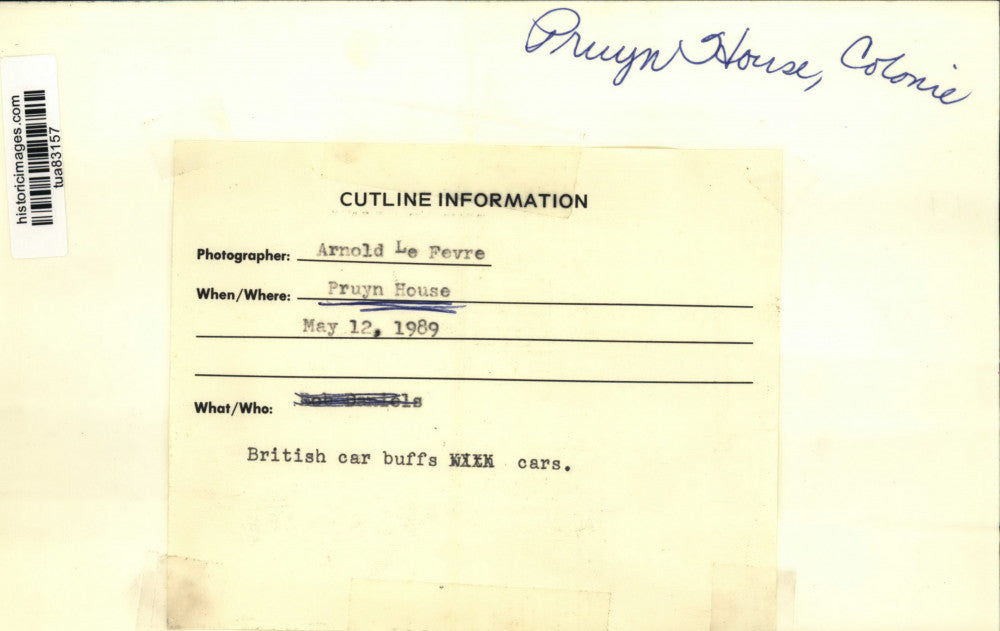 Pruyn House, Colonie
historicimages.com
tua83157
CUTLINE INFORMATION
Photographer: Arnold Le Fevre
When/Where: Pruyn House
May 12, 1989
What/Who:
British car buffs cars.